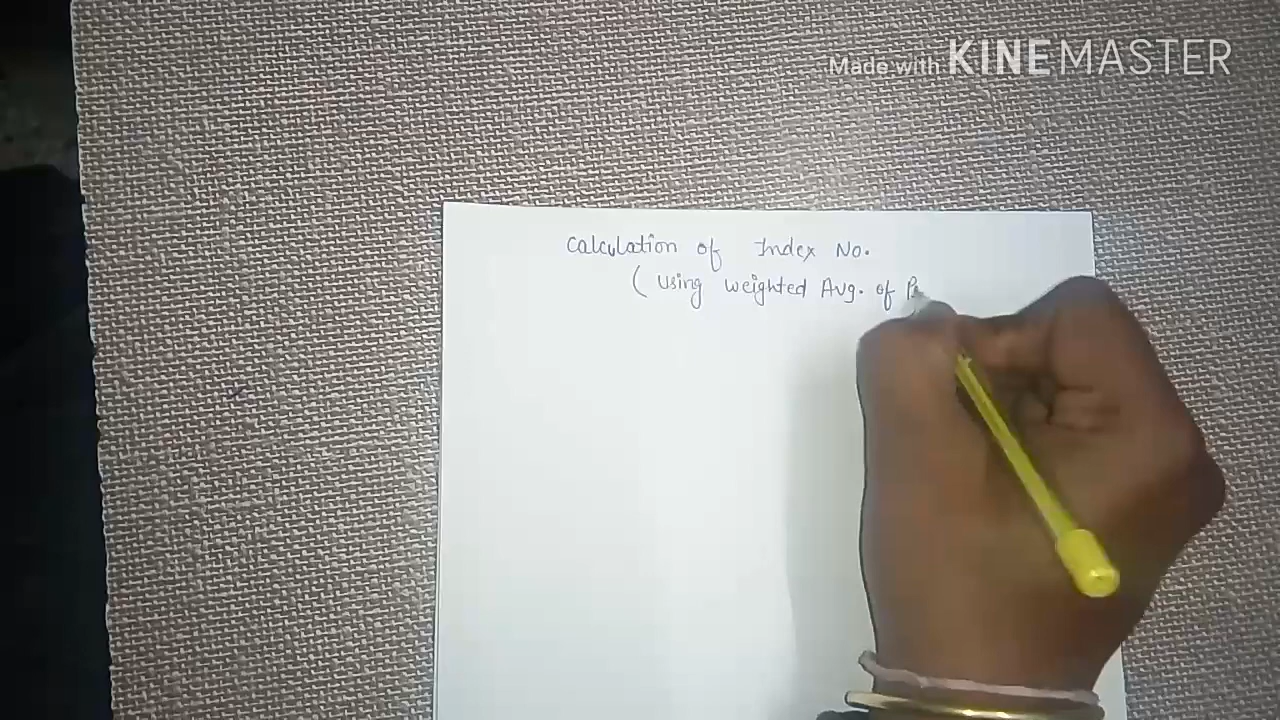 Made with KINEMASTER
Calculation of Index No.
( Using Weighted Avg. of